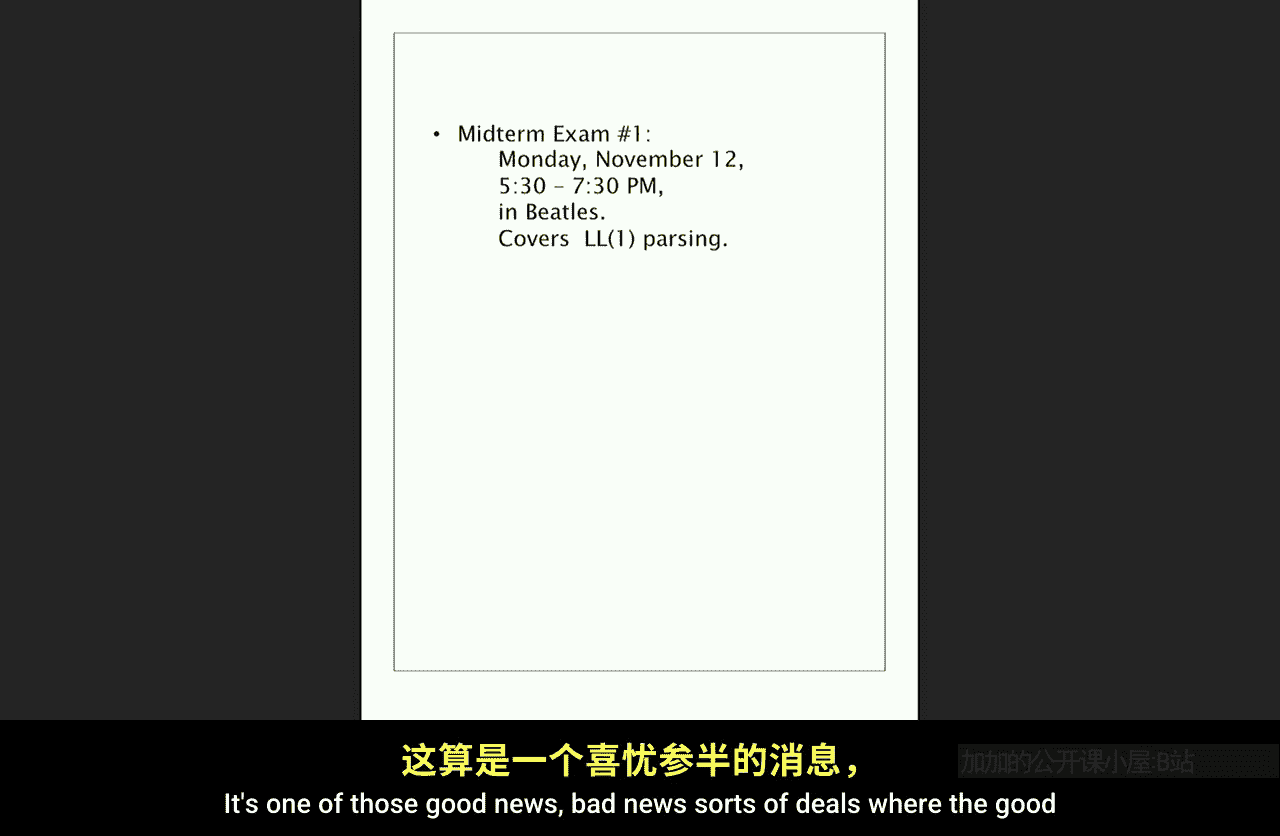 • Midterm Exam #1:
Monday, November 12,
5:30 – 7:30 PM,
in Beatles.
Covers LL(1) parsing.
这算是一个喜忧参半的消息，
加加的公开课小屋:B站
It's one of those good news, bad news sorts of deals where the good